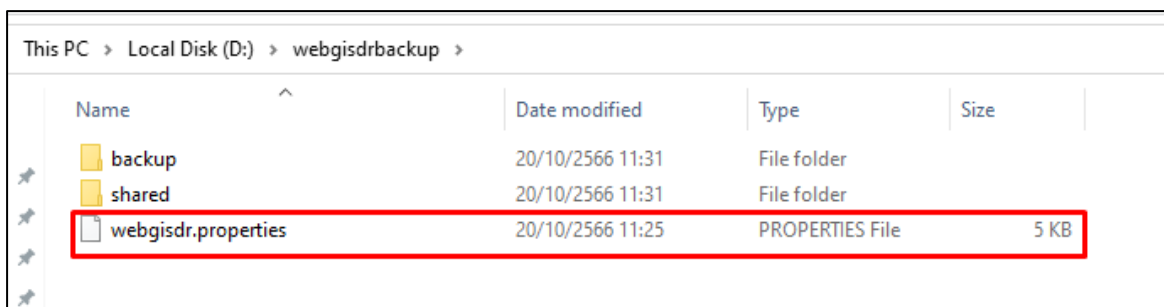 This PC > Local Disk (D:) > webgisdrbackup >
Name Date modified Type Size
backup 20/10/2566 11:31 File folder
shared 20/10/2566 11:31 File folder
webgisdr.properties 20/10/2566 11:25 PROPERTIES File 5 KB